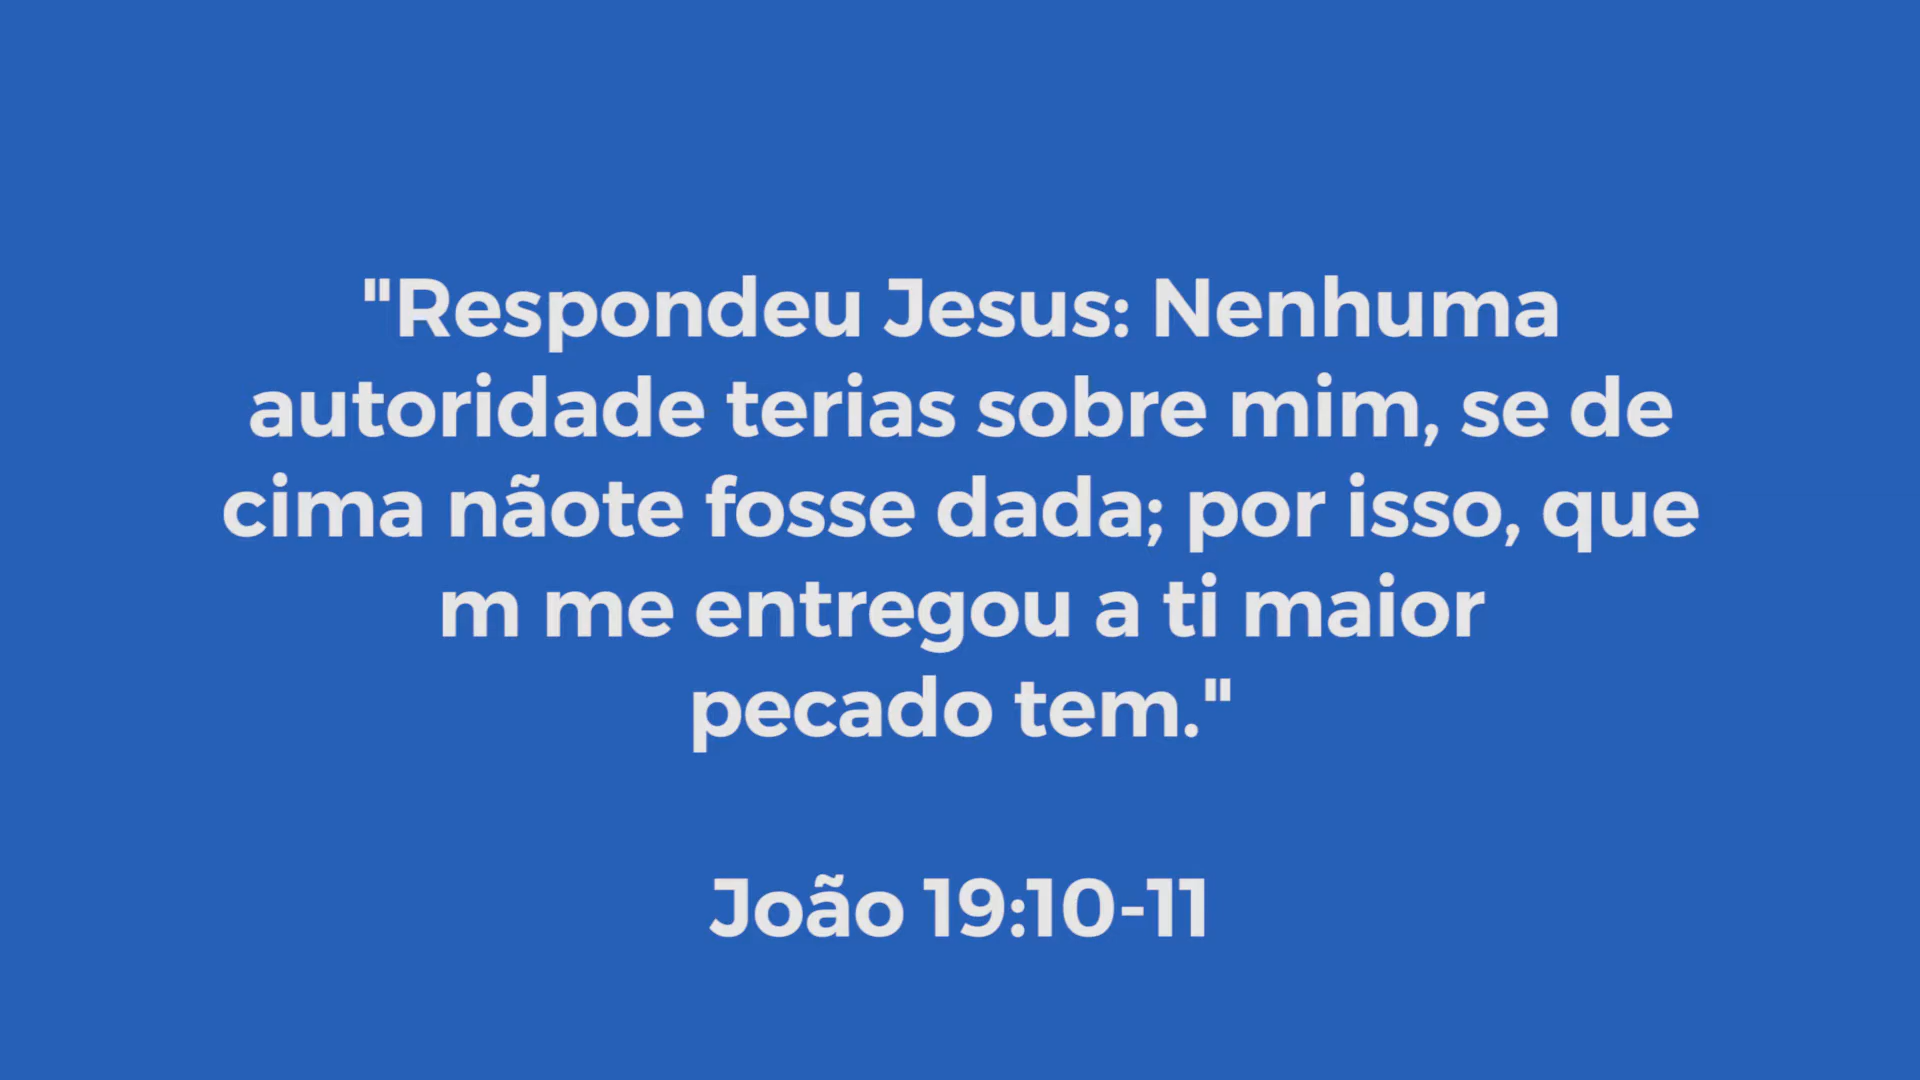 "Respondeu Jesus: Nenhuma
autoridade terias sobre mim, se de
cima nãote fosse dada; por isso, que
m me entregou a ti maior
pecado tem."
João 19:10-11